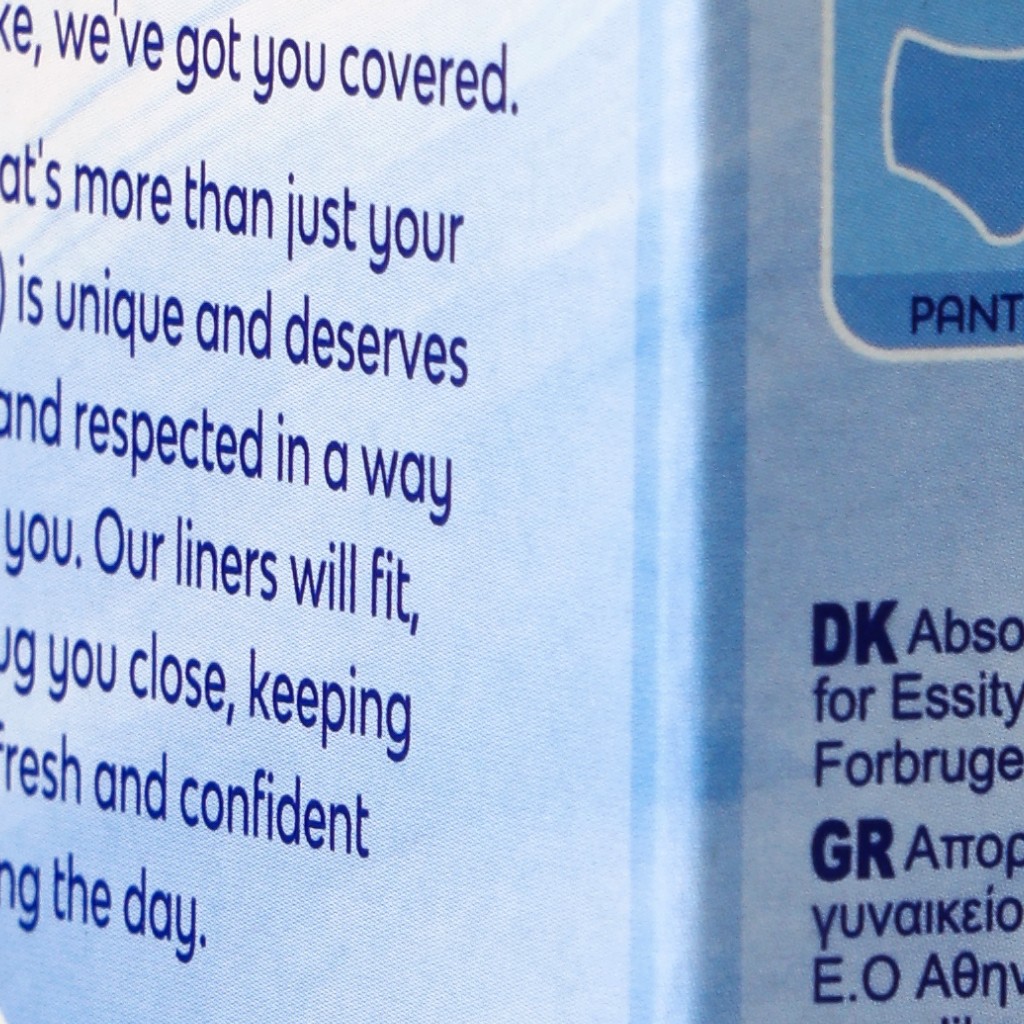 ke, we've got you covered.
at's more than just your
) is unique and deserves
and respected in a way
you. Our liners will fit,
ug you close, keeping
fresh and confident
ng the day.
PANT
DK Abso
for Essity
Forbruge
GR Απορ
γυναικείο
Ε.Ο Αθην